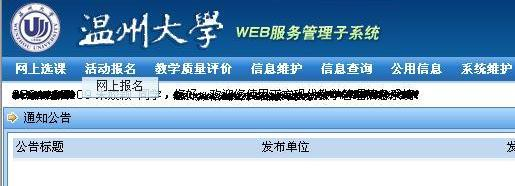 温州大学 WEB服务管理子系统
网上选课 活动报名 教学质量评价 信息维护 信息查询 公用信息 系统维护
网上报名
通知公告
公告标题 发布单位 发